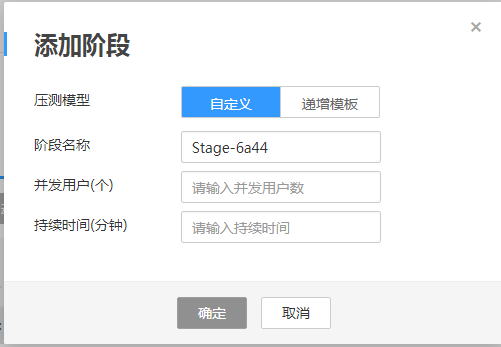 添加阶段
压测模型 自定义 递增模板
阶段名称 Stage-6a44
并发用户(个) 请输入并发用户数
持续时间(分钟) 请输入持续时间
确定 取消